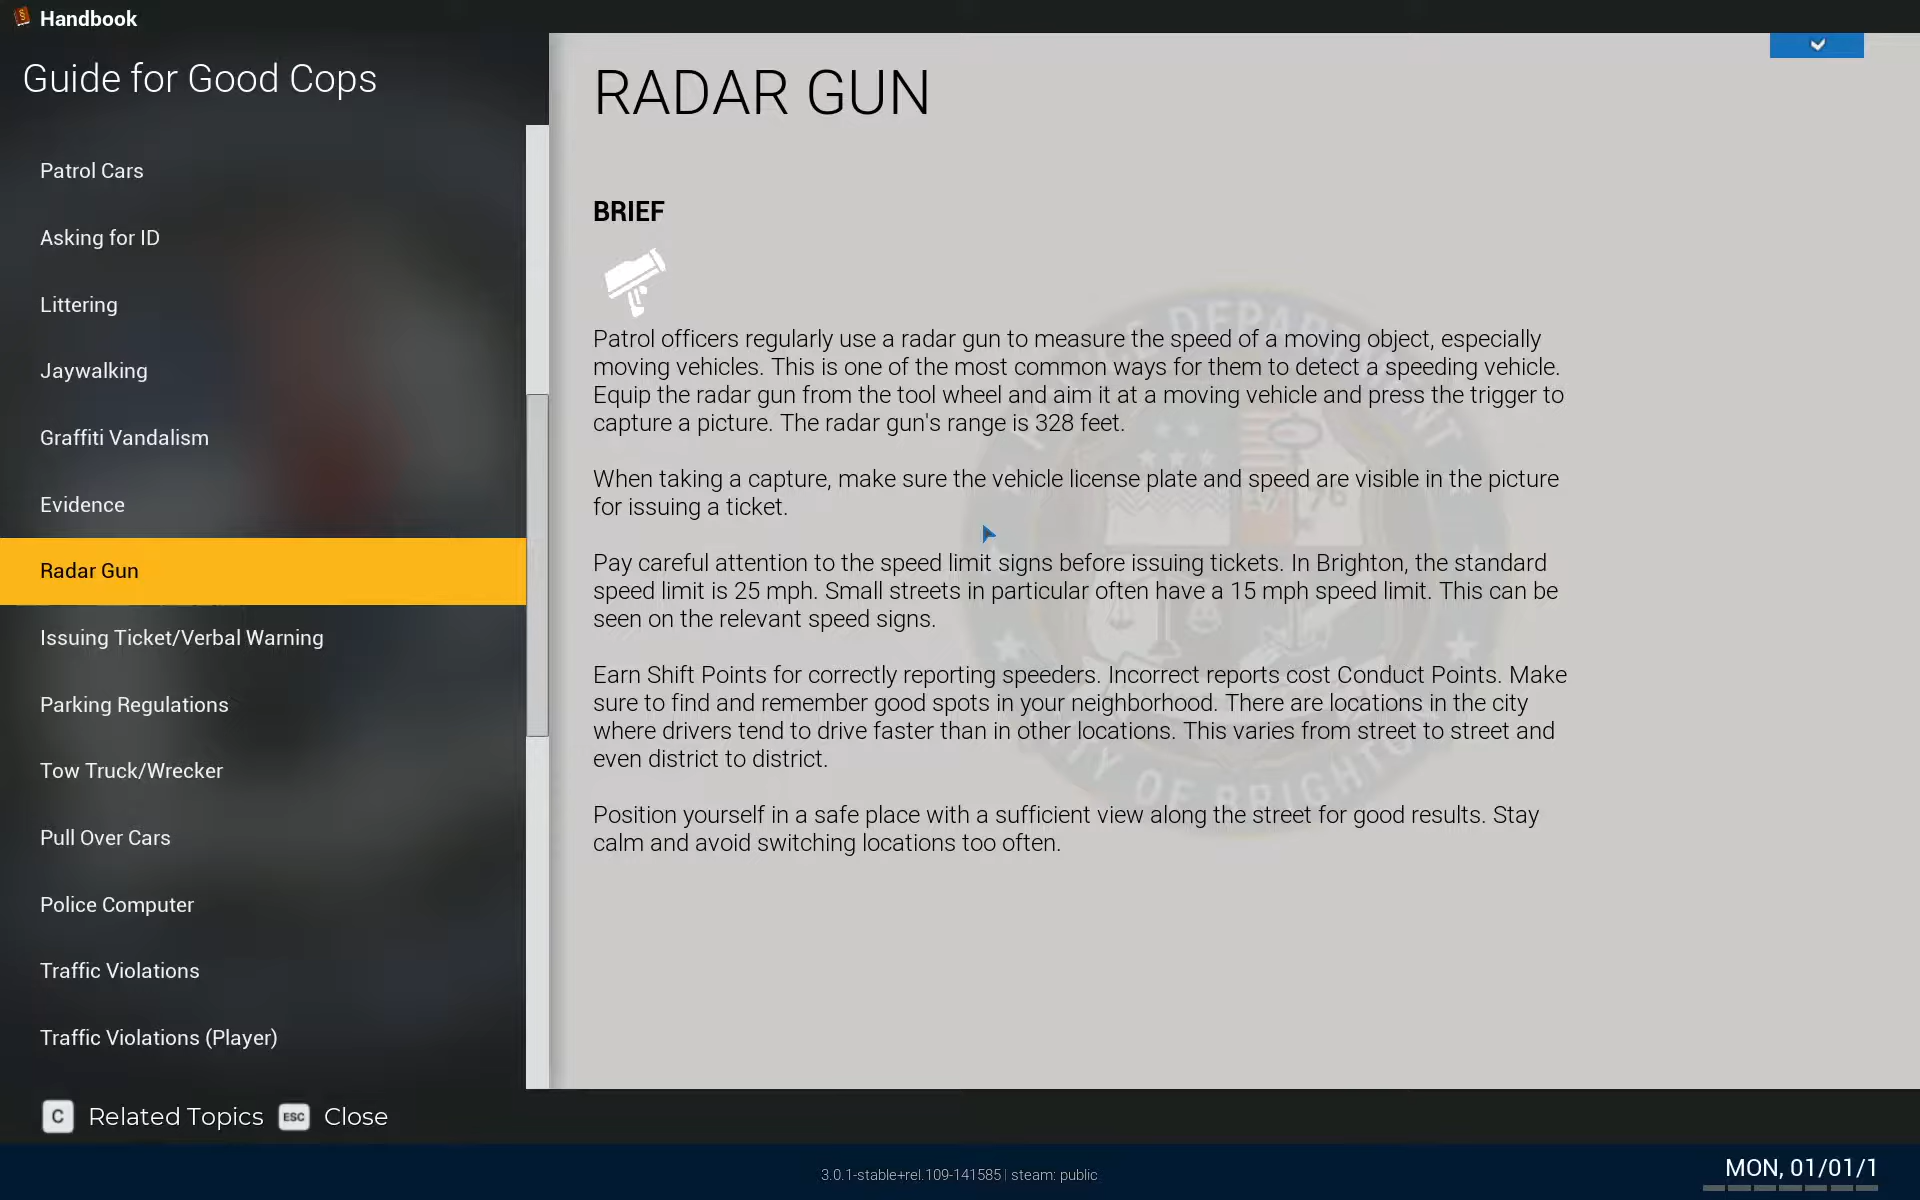 Handbook
Guide for Good Cops
Patrol Cars
Asking for ID
Littering
Jaywalking
Graffiti Vandalism
Evidence
Radar Gun
Issuing Ticket/Verbal Warning
Parking Regulations
Tow Truck/Wrecker
Pull Over Cars
Police Computer
Traffic Violations
Traffic Violations (Player)
RADAR GUN
BRIEF
Patrol officers regularly use a radar gun to measure the speed of a moving object, especially
moving vehicles. This is one of the most common ways for them to detect a speeding vehicle.
Equip the radar gun from the tool wheel and aim it at a moving vehicle and press the trigger to
capture a picture. The radar gun's range is 328 feet.
When taking a capture, make sure the vehicle license plate and speed are visible in the picture
for issuing a ticket.
Pay careful attention to the speed limit signs before issuing tickets. In Brighton, the standard
speed limit is 25 mph. Small streets in particular often have a 15 mph speed limit. This can be
seen on the relevant speed signs.
Earn Shift Points for correctly reporting speeders. Incorrect reports cost Conduct Points. Make
sure to find and remember good spots in your neighborhood. There are locations in the city
where drivers tend to drive faster than in other locations. This varies from street to street and
even district to district.
Position yourself in a safe place with a sufficient view along the street for good results. Stay
calm and avoid switching locations too often.
C Related Topics ESC Close
3.0.1-stable+rel.109-141585 | steam: public
MON, 01/01/1